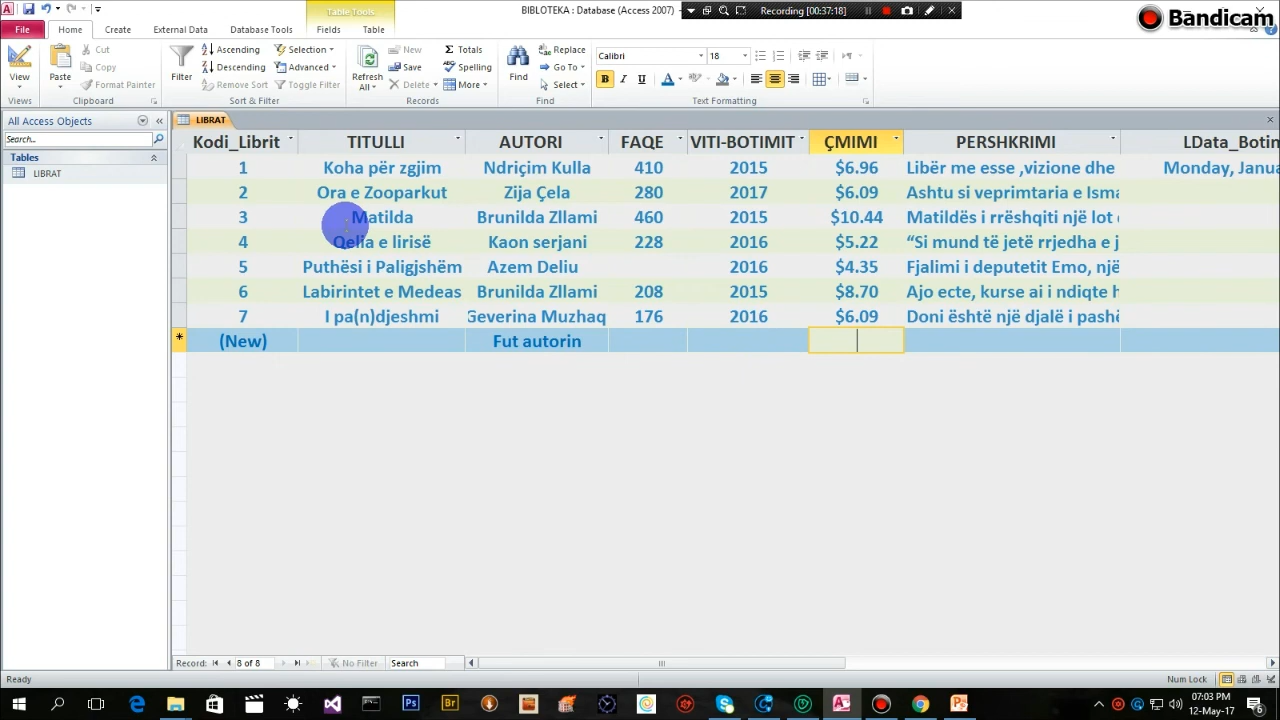 BIBLOTEKA : Database (Access 2007) -
Table Tools
Recording [00:37:18]
Bandicam
File Home Create External Data Database Tools Fields Table
View
Views
Paste
Cut
Copy
Format Painter
Clipboard
Filter
Ascending
Descending
Remove Sort
Selection
Advanced
Toggle Filter
Sort & Filter
Refresh All
New
Save
Delete
Totals
Spelling
More
Records
Find
Replace
Go To
Select
Find
Calibri 18
B I U A
Text Formatting
All Access Objects
Search...
Tables
LIBRAT
LIBRAT
Kodi_Librit TITULLI AUTORI FAQE VITI-BOTIMIT ÇMIMI PERSHKRIMI LData_Botim
1 Koha për zgjim Ndriçim Kulla 410 2015 $6.96 Libër me esse ,vizione dhe Monday, Janua
2 Ora e Zooparkut Zija Çela 280 2017 $6.09 Ashtu si veprimtaria e Isma
3 Matilda Brunilda Zllami 460 2015 $10.44 Matildës i rrëshqiti një lot
4 Qelia e lirisë Kaon serjani 228 2016 $5.22 “Si mund të jetë rrjedha e j
5 Puthësi i Paligjshëm Azem Deliu 2016 $4.35 Fjalimi i deputetit Emo, një
6 Labirintet e Medeas Brunilda Zllami 208 2015 $8.70 Ajo ecte, kurse ai i ndiqte h
7 I pa(n)djeshmi Geverina Muzhaq 176 2016 $6.09 Doni është një djalë i pashë
* (New) Fut autorin
Record: 8 of 8 No Filter Search
Ready Num Lock
07:03 PM
12-May-17